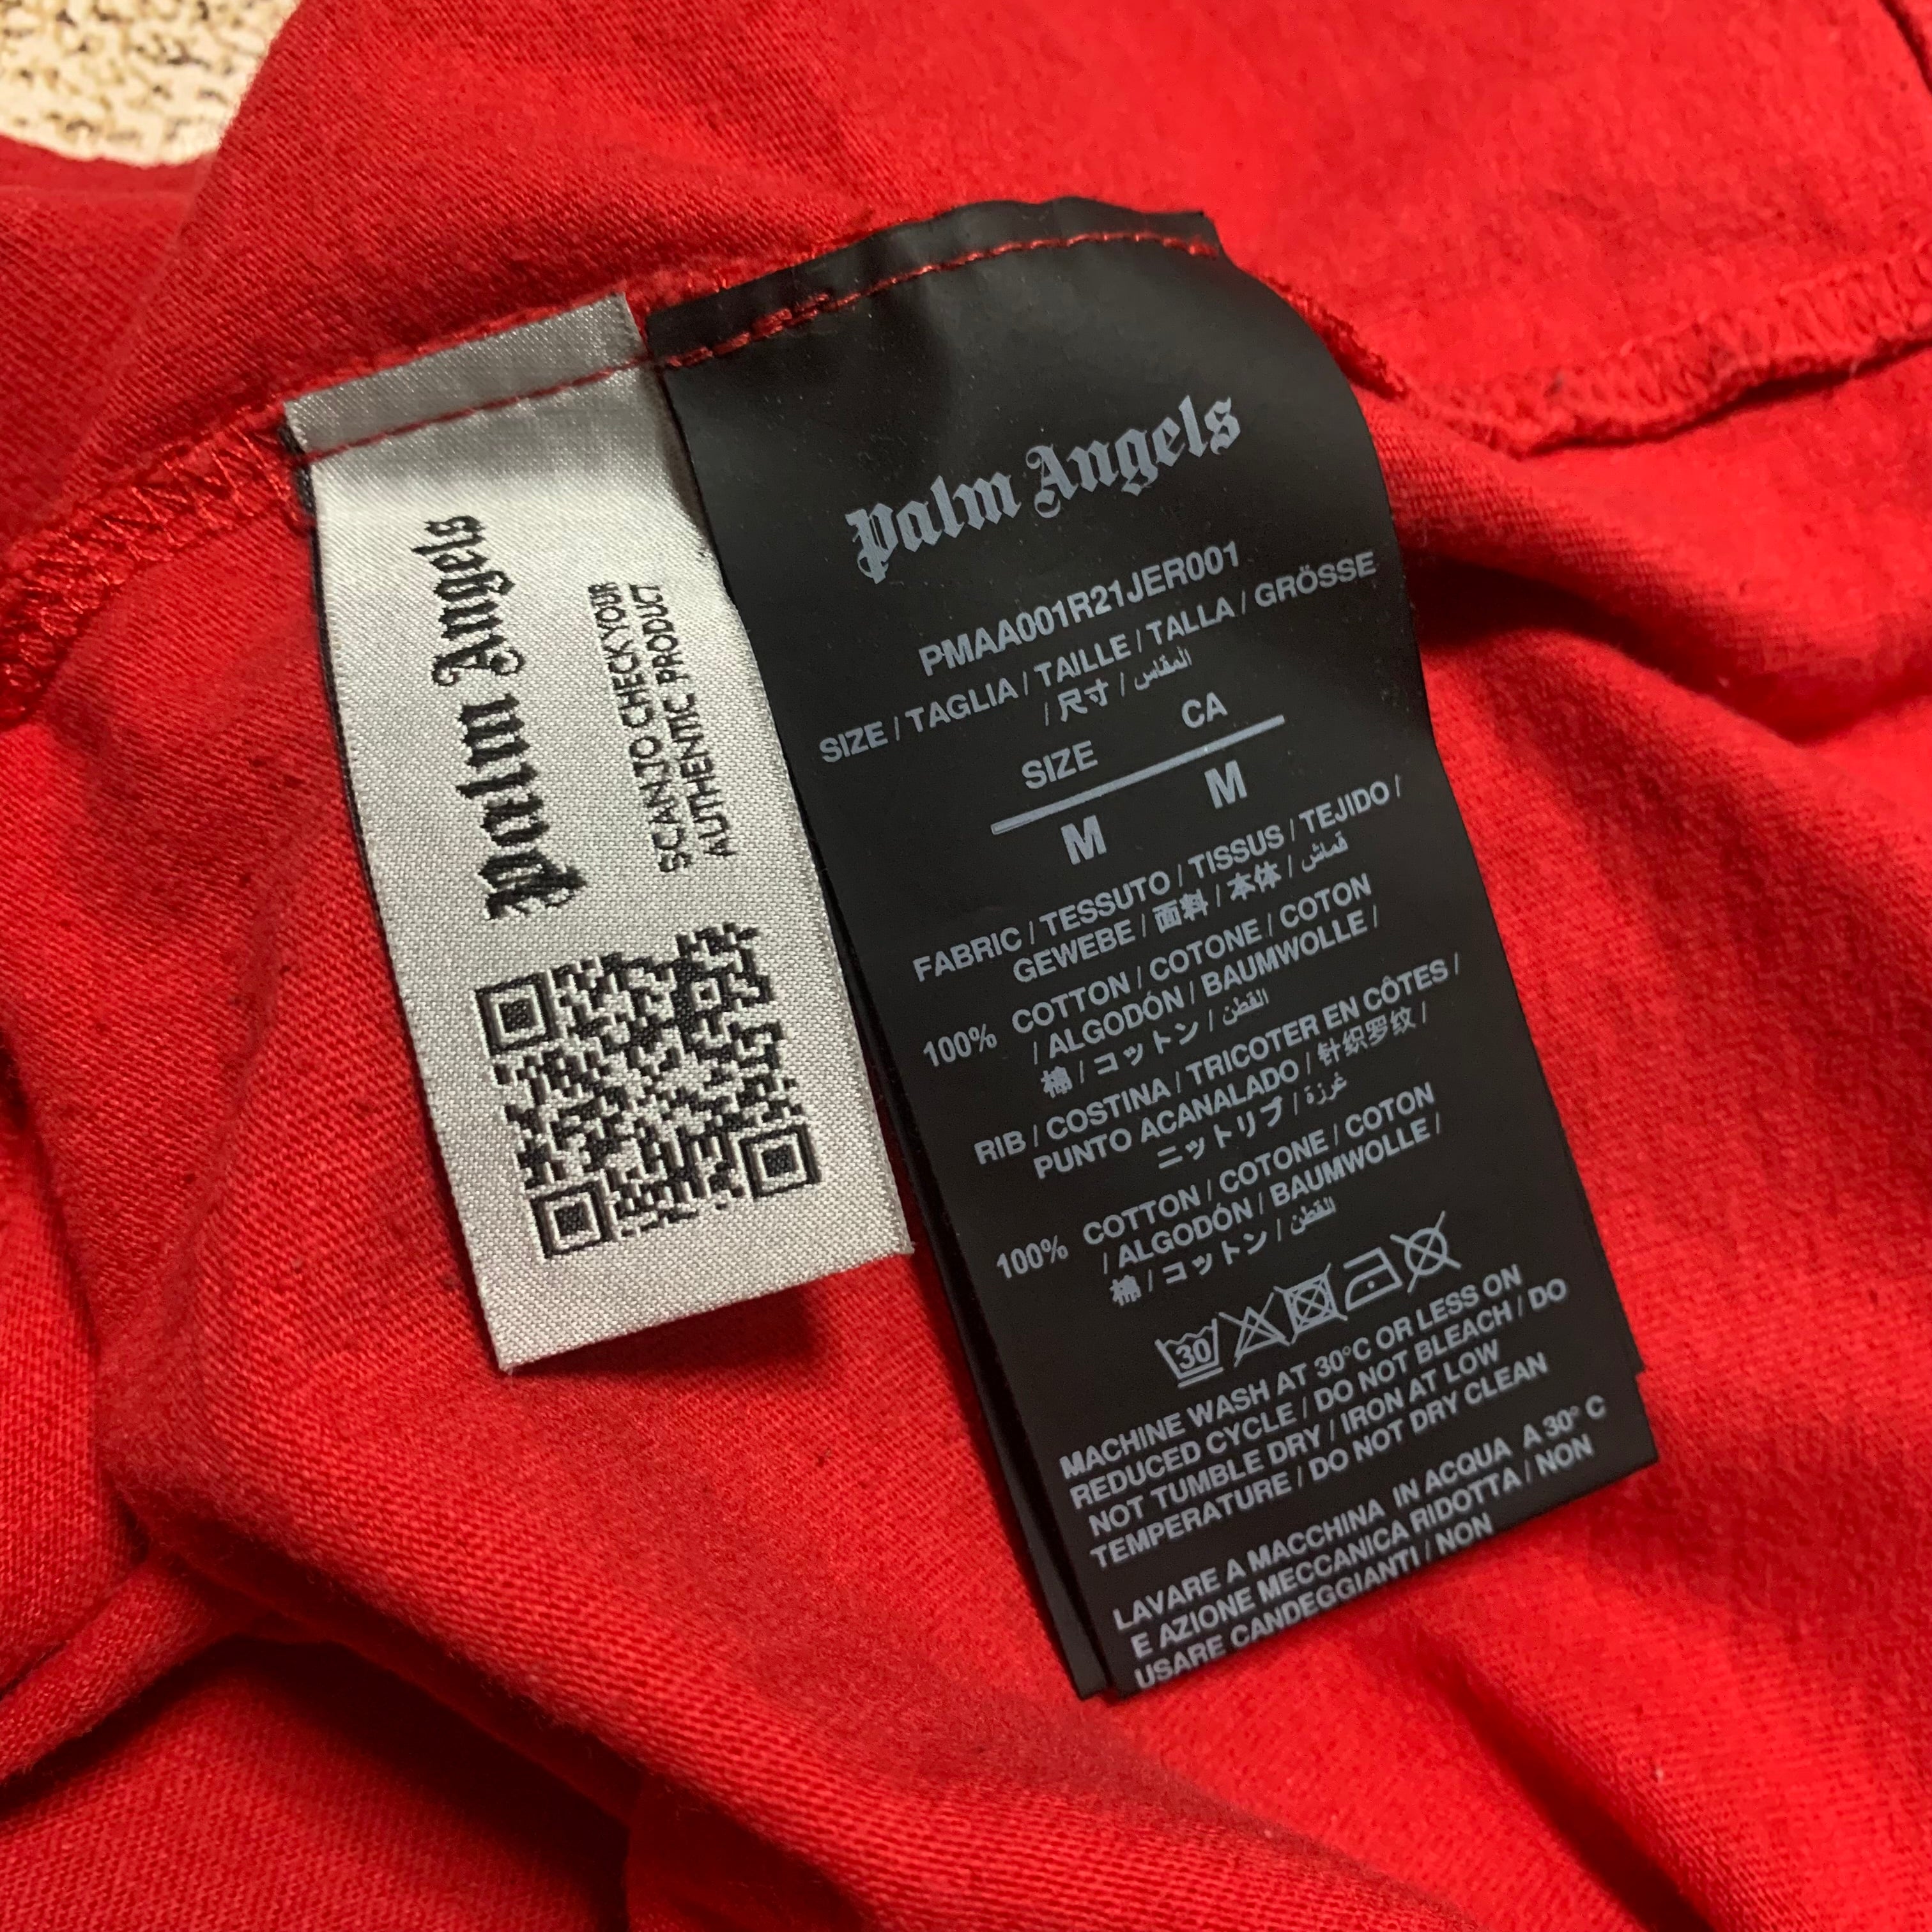 Palm Angels
SCAN TO CHECK YOUR
AUTHENTIC PRODUCT
Palm Angels
PMAA001R21JER001
SIZE / TAGLIA / TAILLE / TALLA / GRÖSSE
/ 尺寸 / المقاس
SIZE CA
M M
FABRIC / TESSUTO / TISSUS / TEJIDO /
GEWEBE / 面料 / 本体 / قماش
100% COTTON / COTONE / COTON
/ ALGODÓN / BAUMWOLLE /
棉 / コットン / القطن
RIB / COSTINA / TRICOTER EN CÔTES /
PUNTO ACANALADO / 针织罗纹 /
ニットリブ / غرزة
100% COTTON / COTONE / COTON
/ ALGODÓN / BAUMWOLLE /
棉 / コットン / القطن
30
MACHINE WASH AT 30°C OR LESS ON
REDUCED CYCLE / DO NOT BLEACH / DO
NOT TUMBLE DRY / IRON AT LOW
TEMPERATURE / DO NOT DRY CLEAN
LAVARE A MACCHINA IN ACQUA A 30° C
E AZIONE MECCANICA RIDOTTA / NON
USARE CANDEGGIANTI / NON